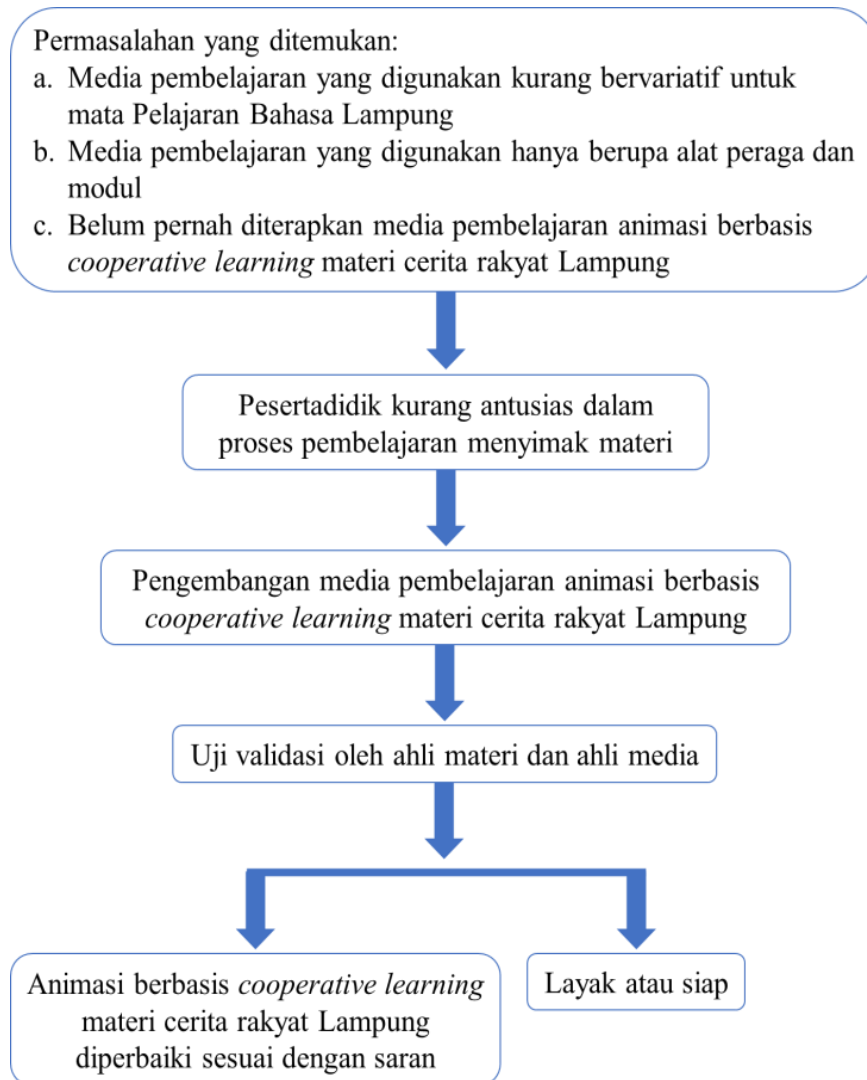 Permasalahan yang ditemukan:
a. Media pembelajaran yang digunakan kurang bervariatif untuk
mata Pelajaran Bahasa Lampung
b. Media pembelajaran yang digunakan hanya berupa alat peraga dan
modul
c. Belum pernah diterapkan media pembelajaran animasi berbasis
cooperative learning materi cerita rakyat Lampung
Pesertadidik kurang antusias dalam
proses pembelajaran menyimak materi
Pengembangan media pembelajaran animasi berbasis
cooperative learning materi cerita rakyat Lampung
Uji validasi oleh ahli materi dan ahli media
Animasi berbasis cooperative learning
materi cerita rakyat Lampung
diperbaiki sesuai dengan saran
Layak atau siap